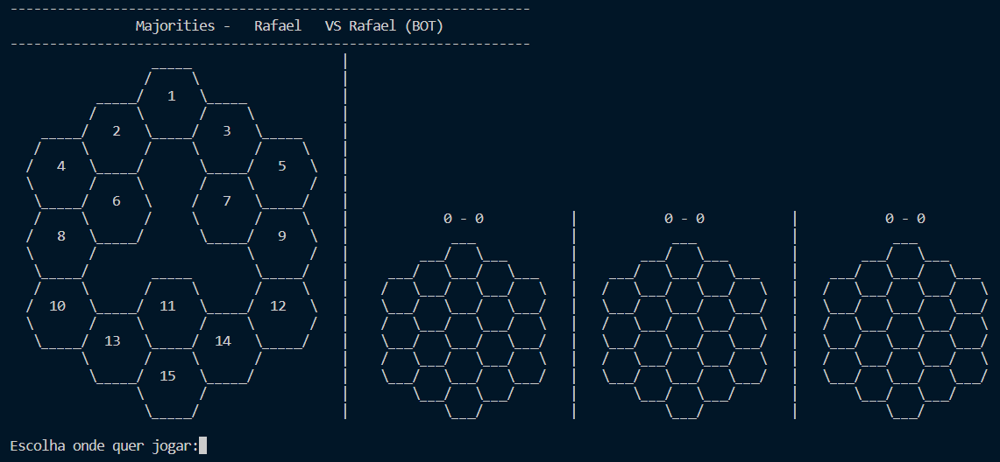 Majorities - Rafael VS Rafael (BOT)
1
2 3
4 5
6 7
0 - 0 0 - 0 0 - 0
8 9
10 11 12
13 14
15
Escolha onde quer jogar: